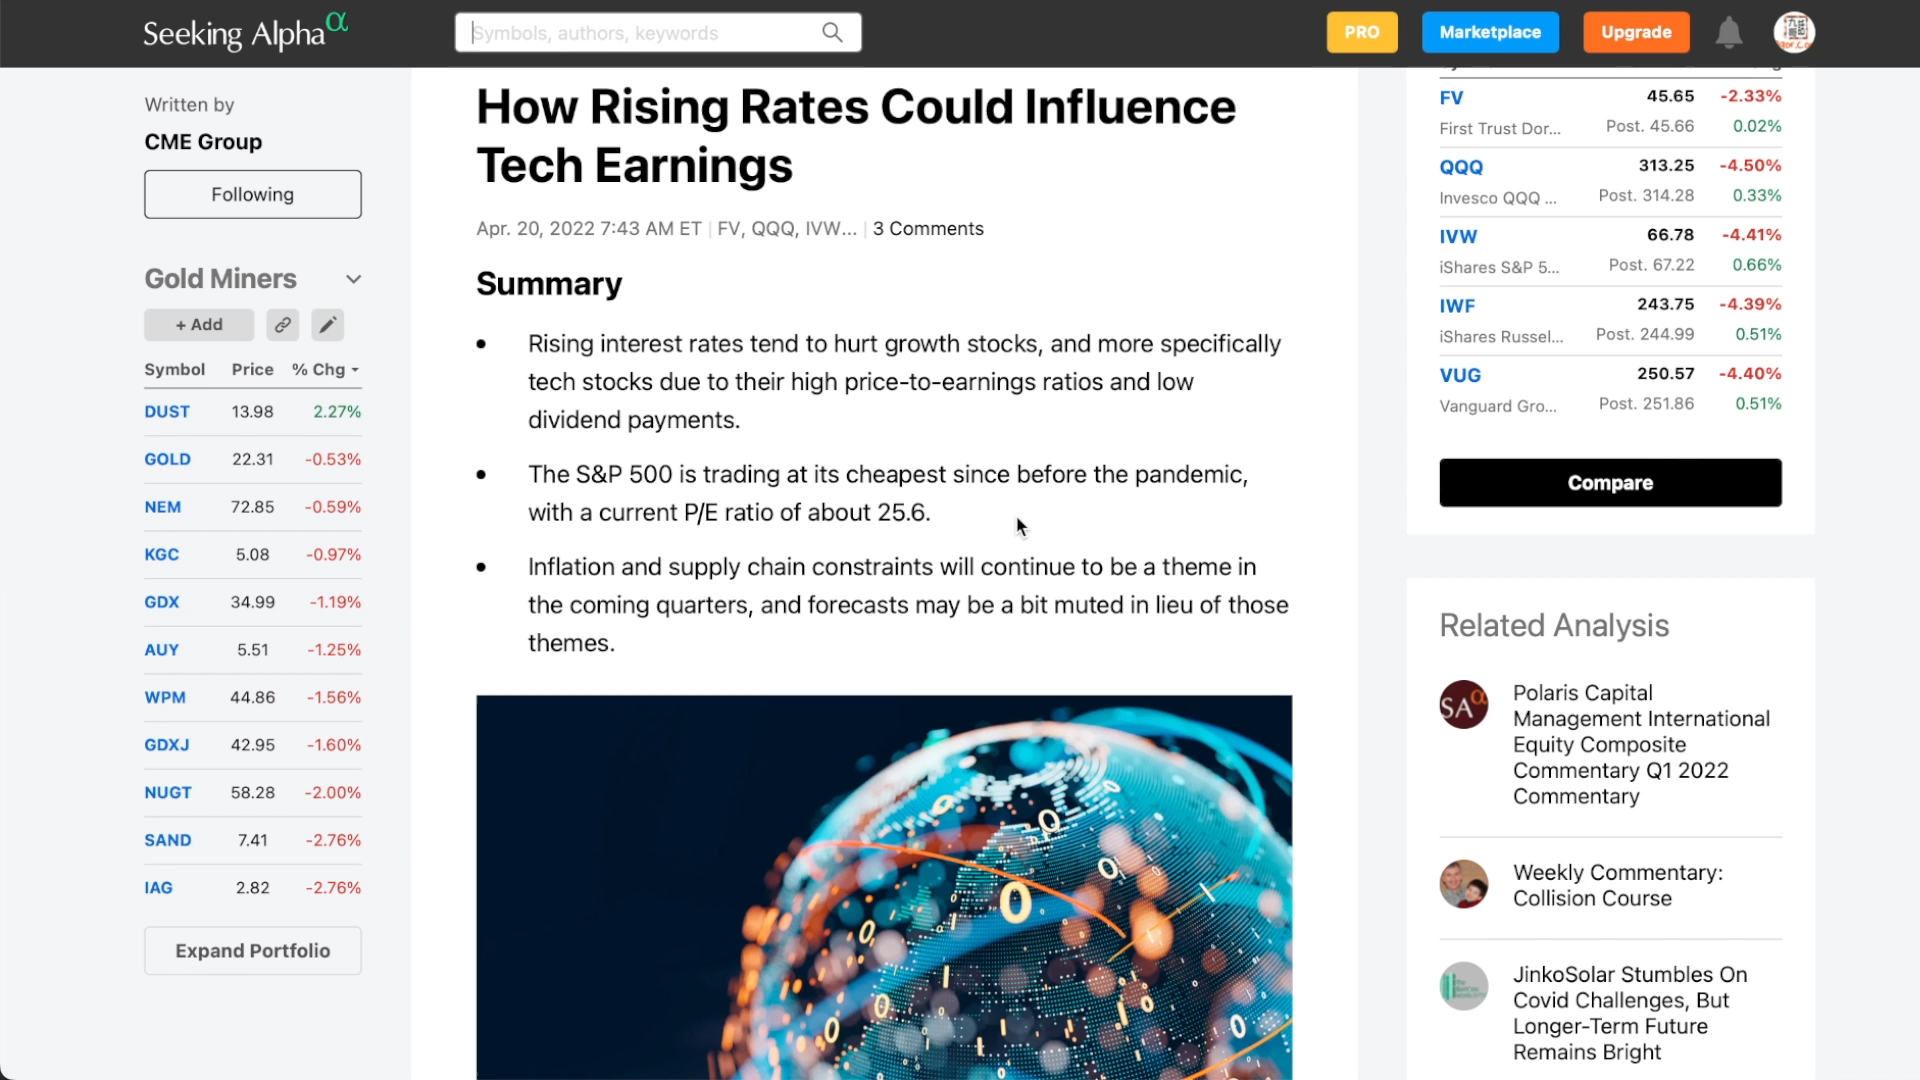 Seeking Alpha α
Symbols, authors, keywords
PRO
Marketplace
Upgrade
Written by
CME Group
Following
Gold Miners
+ Add
Symbol Price % Chg
DUST 13.98 2.27%
GOLD 22.31 -0.53%
NEM 72.85 -0.59%
KGC 5.08 -0.97%
GDX 34.99 -1.19%
AUY 5.51 -1.25%
WPM 44.86 -1.56%
GDXJ 42.95 -1.60%
NUGT 58.28 -2.00%
SAND 7.41 -2.76%
IAG 2.82 -2.76%
Expand Portfolio
How Rising Rates Could Influence
Tech Earnings
Apr. 20, 2022 7:43 AM ET | FV, QQQ, IVW... | 3 Comments
Summary
• Rising interest rates tend to hurt growth stocks, and more specifically
tech stocks due to their high price-to-earnings ratios and low
dividend payments.
• The S&P 500 is trading at its cheapest since before the pandemic,
with a current P/E ratio of about 25.6.
• Inflation and supply chain constraints will continue to be a theme in
the coming quarters, and forecasts may be a bit muted in lieu of those
themes.
FV 45.65 -2.33%
First Trust Dor... Post. 45.66 0.02%
QQQ 313.25 -4.50%
Invesco QQQ ... Post. 314.28 0.33%
IVW 66.78 -4.41%
iShares S&P 5... Post. 67.22 0.66%
IWF 243.75 -4.39%
iShares Russel... Post. 244.99 0.51%
VUG 250.57 -4.40%
Vanguard Gro... Post. 251.86 0.51%
Compare
Related Analysis
SAα
Polaris Capital
Management International
Equity Composite
Commentary Q1 2022
Commentary
Weekly Commentary:
Collision Course
JinkoSolar Stumbles On
Covid Challenges, But
Longer-Term Future
Remains Bright